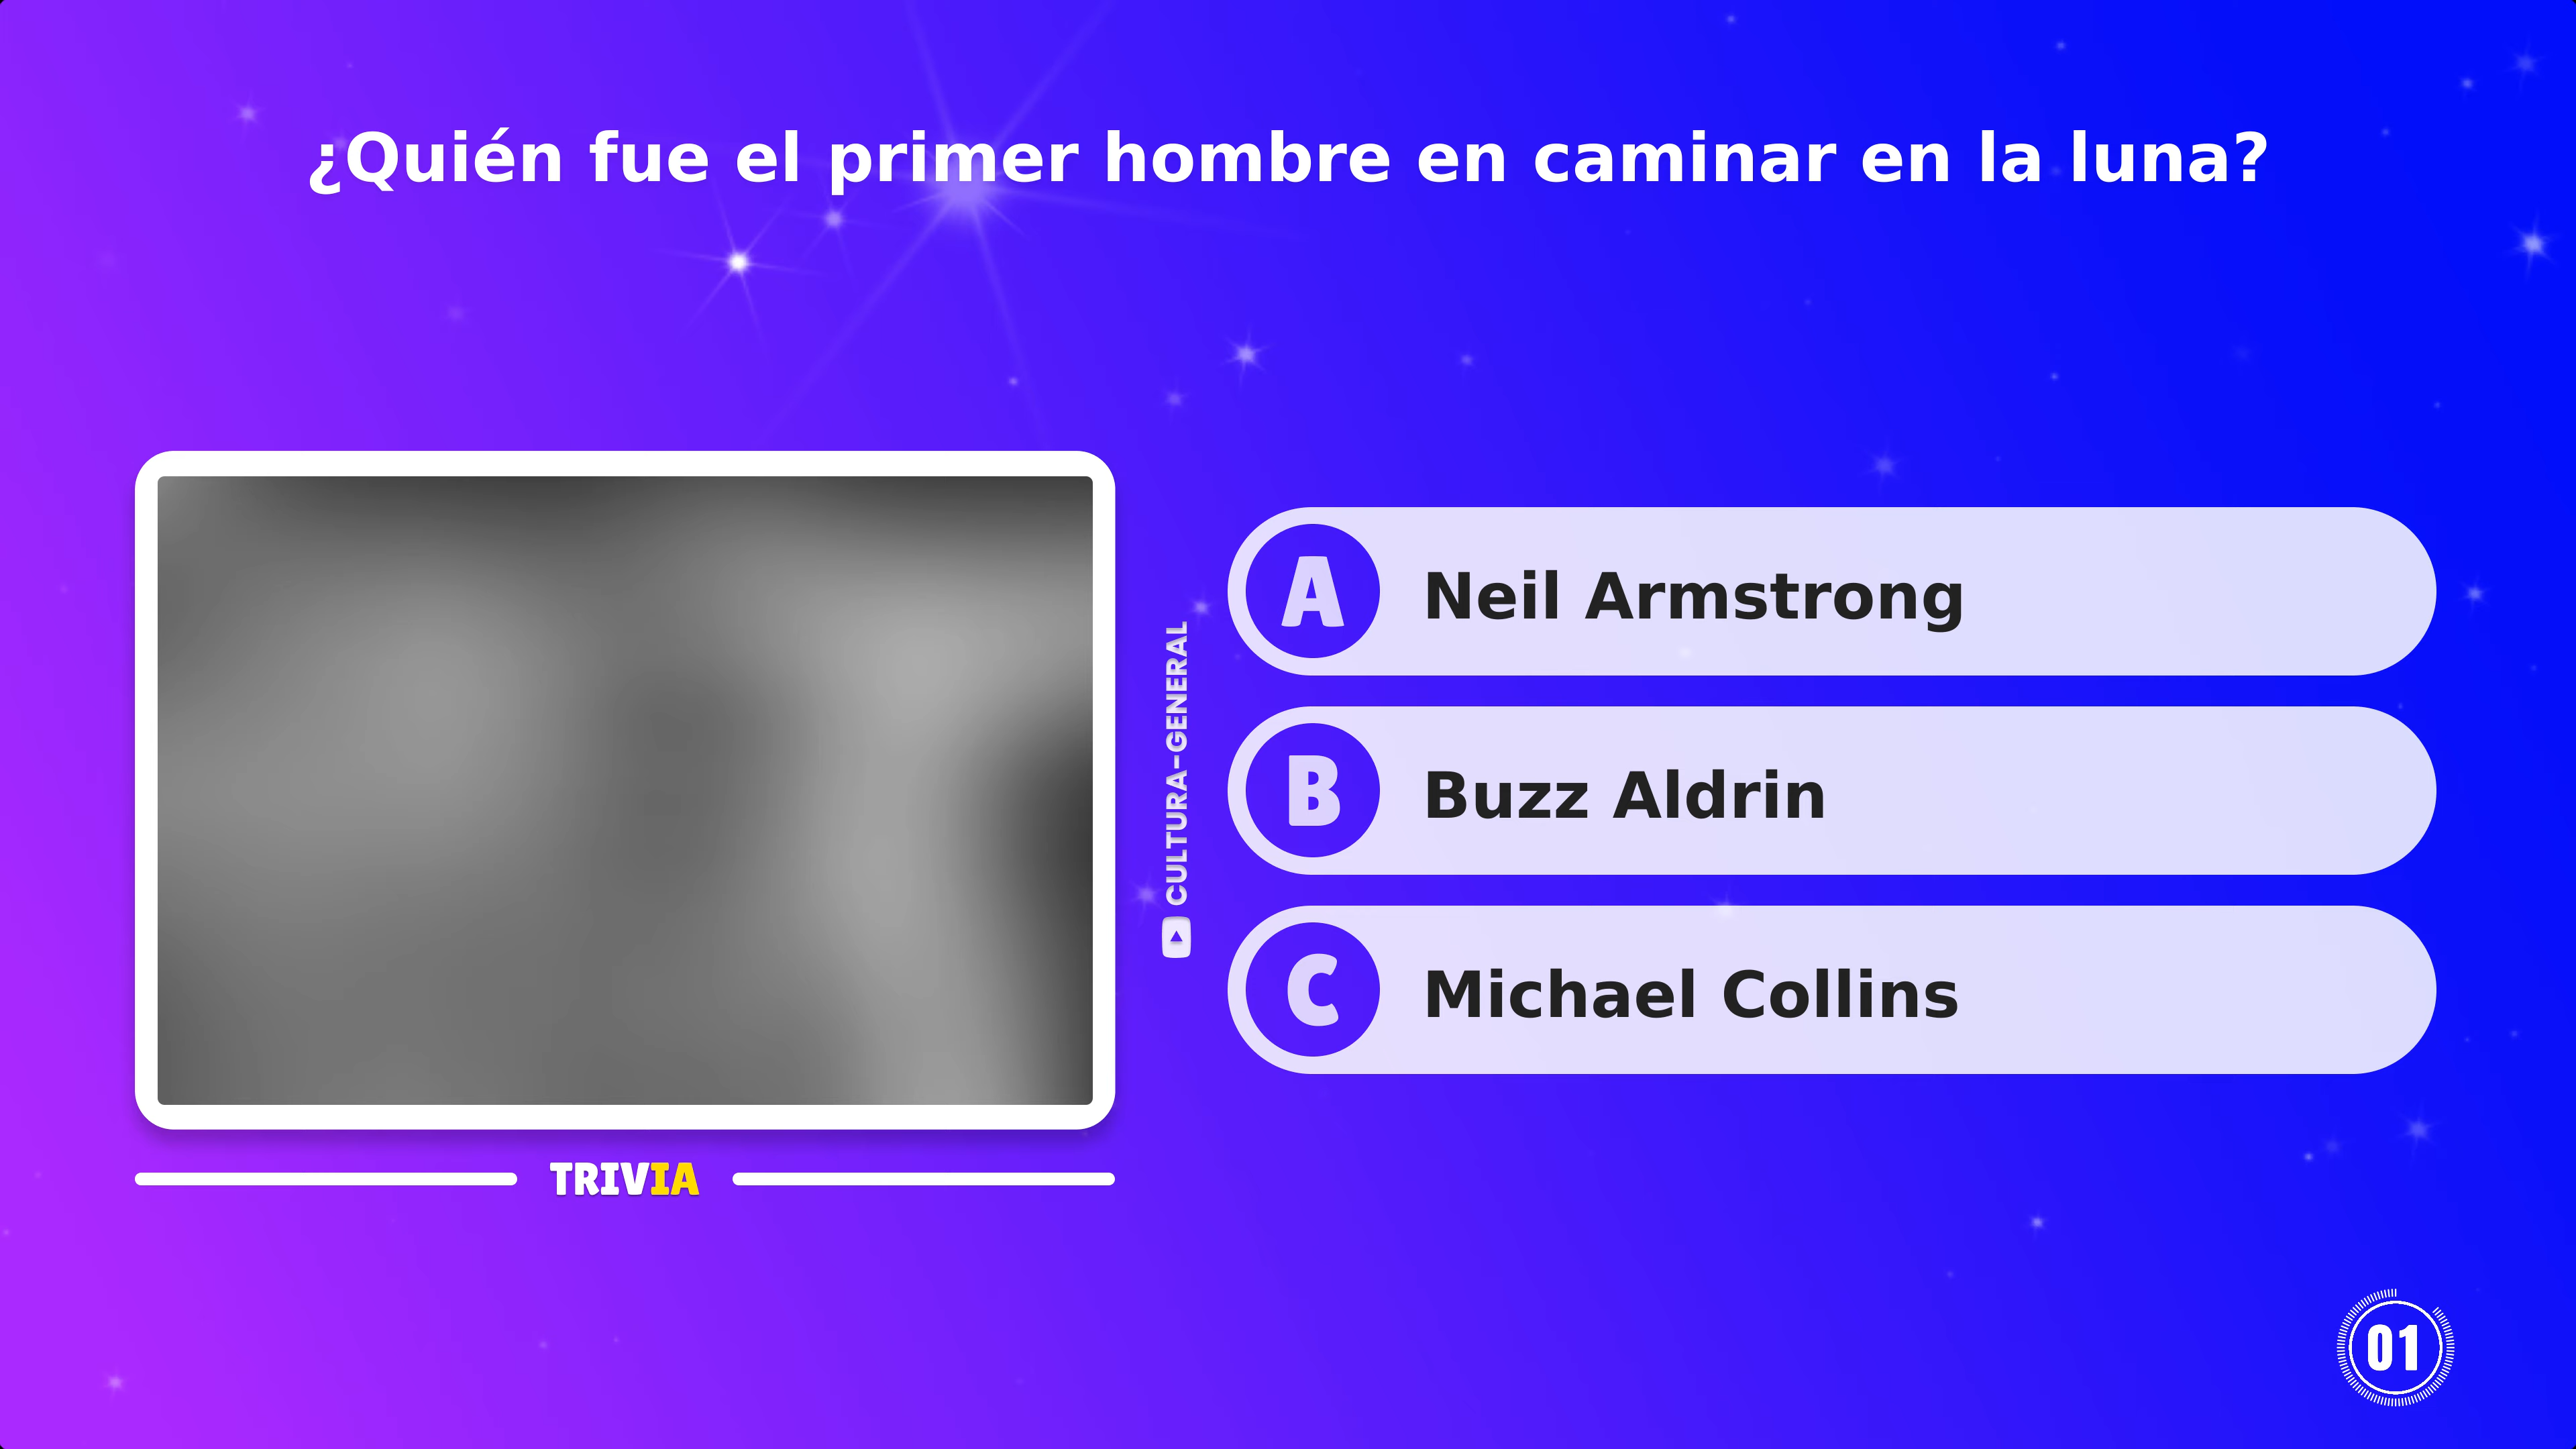 ¿Quién fue el primer hombre en caminar en la luna?
A Neil Armstrong
B Buzz Aldrin
C Michael Collins
CULTURA-GENERAL
TRIVIA
01